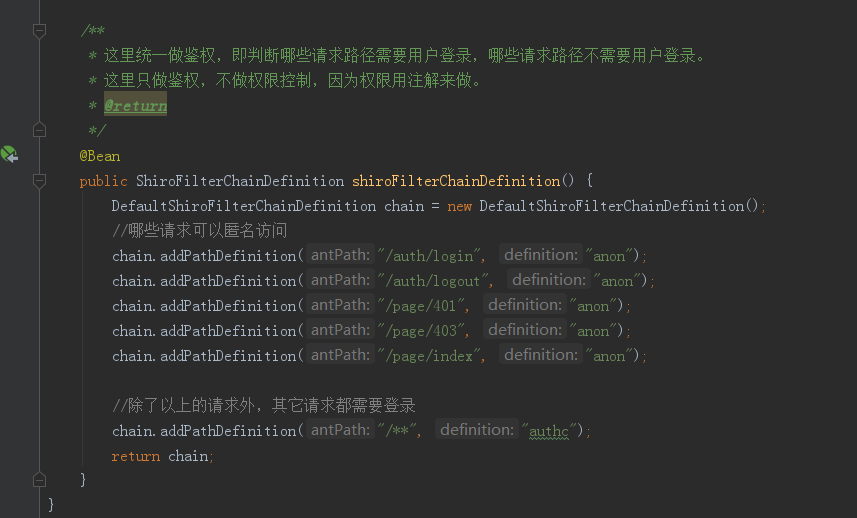 /**
 * 这里统一做鉴权，即判断哪些请求路径需要用户登录，哪些请求路径不需要用户登录。
 * 这里只做鉴权，不做权限控制，因为权限用注解来做。
 * @return
 */
@Bean
public ShiroFilterChainDefinition shiroFilterChainDefinition() {
    DefaultShiroFilterChainDefinition chain = new DefaultShiroFilterChainDefinition();
    //哪些请求可以匿名访问
    chain.addPathDefinition( antPath: "/auth/login", definition: "anon");
    chain.addPathDefinition( antPath: "/auth/logout", definition: "anon");
    chain.addPathDefinition( antPath: "/page/401", definition: "anon");
    chain.addPathDefinition( antPath: "/page/403", definition: "anon");
    chain.addPathDefinition( antPath: "/page/index", definition: "anon");
    //除了以上的请求外，其它请求都需要登录
    chain.addPathDefinition( antPath: "/**", definition: "authc");
    return chain;
}
}